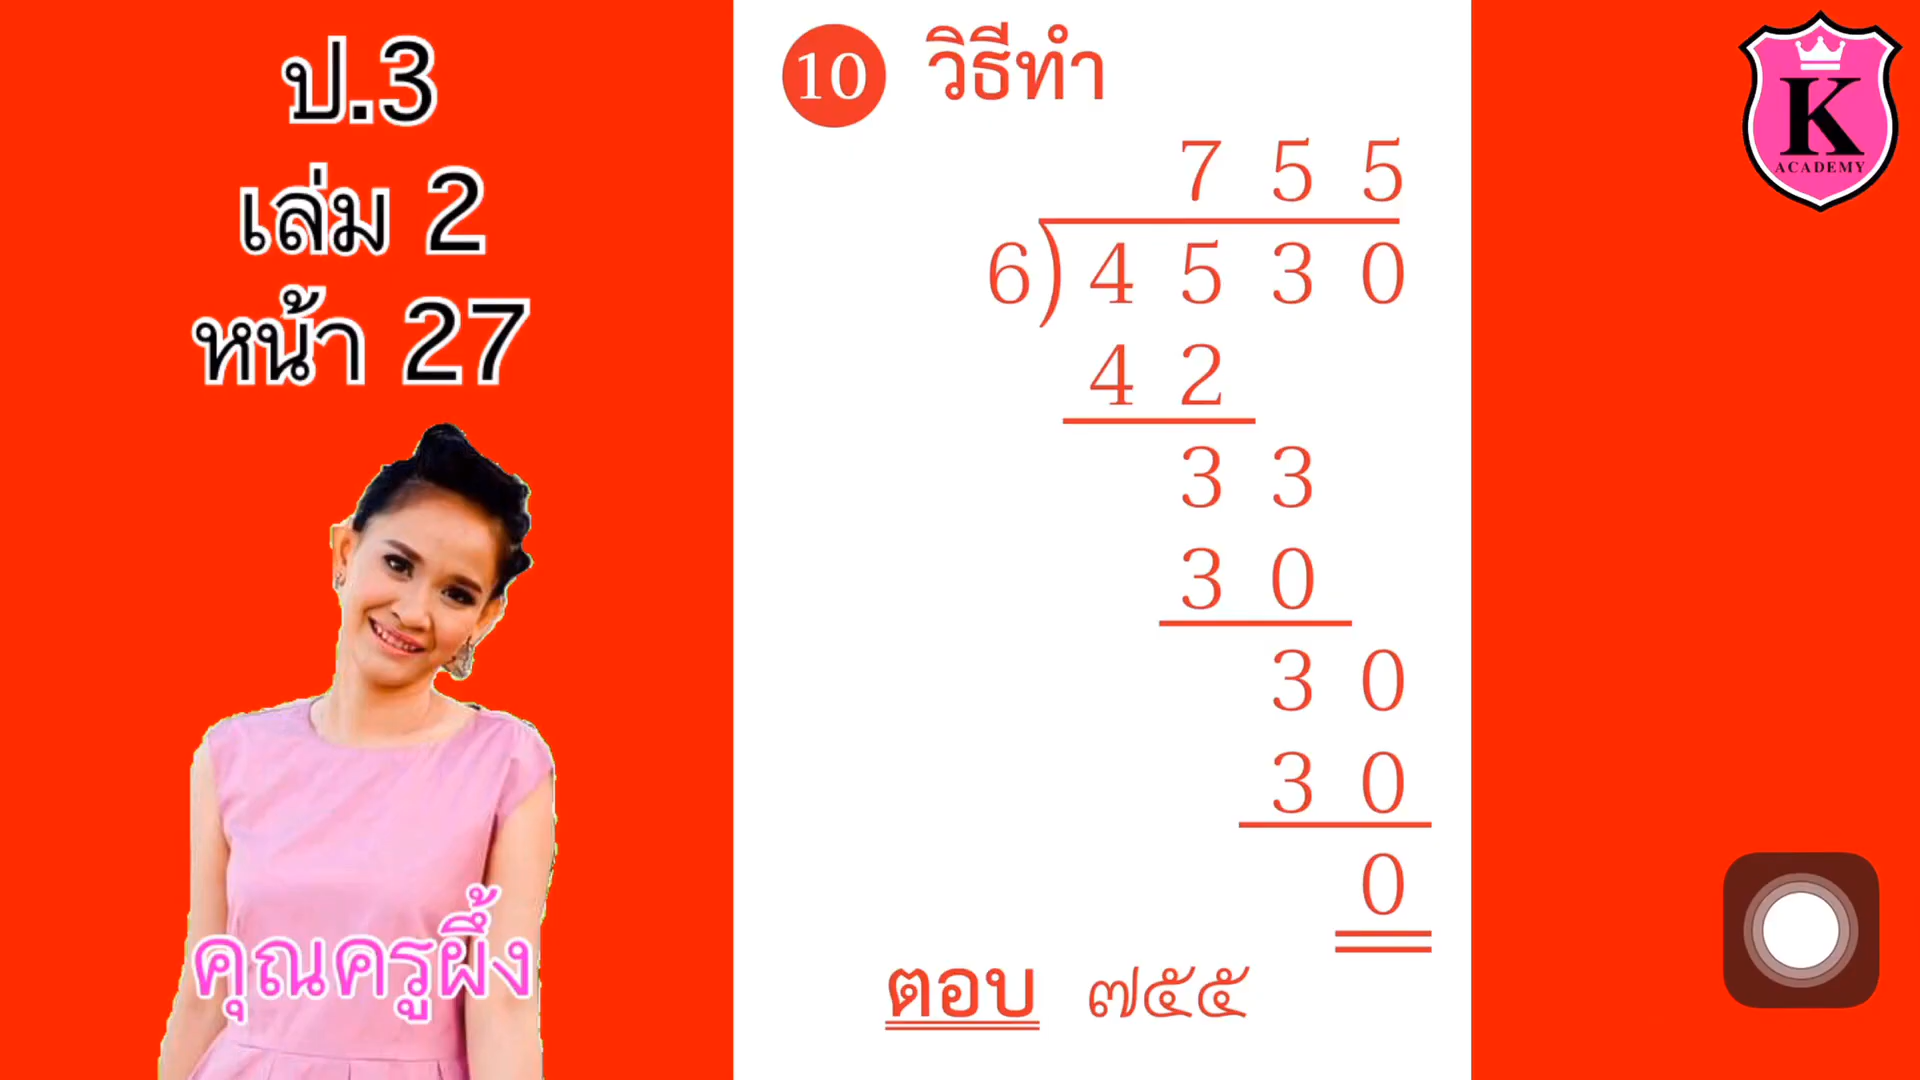 ป.3
เล่ม 2
หน้า 27
คุณครูผึ้ง
10 วิธีทำ
7 5 5
6) 4 5 3 0
4 2
3 3
3 0
3 0
3 0
0
ตอบ ๗๕๕
K
ACADEMY